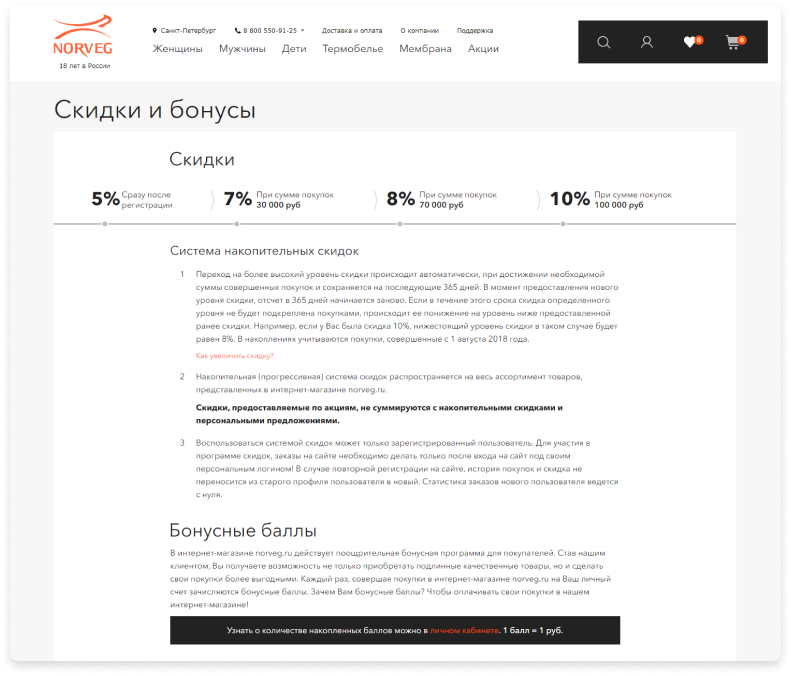 NORVEG
18 лет в России
Санкт-Петербург
8 800 550-91-25
Доставка и оплата
О компании
Поддержка
Женщины
Мужчины
Дети
Термобелье
Мембрана
Акции
0
0
Скидки и бонусы
Скидки
5% Сразу после
регистрации
7% При сумме покупок
30 000 руб
8% При сумме покупок
70 000 руб
10% При сумме покупок
100 000 руб
Система накопительных скидок
1 Переход на более высокий уровень скидки происходит автоматически, при достижении необходимой
суммы совершенных покупок и сохраняется на последующие 365 дней. В момент предоставления нового
уровня скидки, отсчет в 365 дней начинается заново. Если в течение этого срока скидка определенного
уровня не будет подкреплена покупками, происходит ее понижение на уровень ниже предоставленной
ранее скидки. Например, если у Вас была скидка 10%, нижестоящий уровень скидки в таком случае будет
равен 8%. В накоплениях учитываются покупки, совершенные с 1 августа 2018 года.
Как увеличить скидку?
2 Накопительная (прогрессивная) система скидок распространяется на весь ассортимент товаров,
представленных в интернет-магазине norveg.ru.
Скидки, предоставляемые по акциям, не суммируются с накопительными скидками и
персональными предложениями.
3 Воспользоваться системой скидок может только зарегистрированный пользователь. Для участия в
программе скидок, заказы на сайте необходимо делать только после входа на сайт под своим
персональным логином! В случае повторной регистрации на сайте, история покупок и скидка не
переносится из старого профиля пользователя в новый. Статистика заказов нового пользователя ведется
с нуля.
Бонусные баллы
В интернет-магазине norveg.ru действует поощрительная бонусная программа для покупателей. Став нашим
клиентом, Вы получаете возможность не только приобретать подлинные качественные товары, но и сделать
свои покупки более выгодными. Каждый раз, совершая покупки в интернет-магазине norveg.ru на Ваш личный
счет зачисляются бонусные баллы. Зачем Вам бонусные баллы? Чтобы оплачивать свои покупки в нашем
интернет-магазине!
Узнать о количестве накопленных баллов можно в личном кабинете. 1 балл = 1 руб.